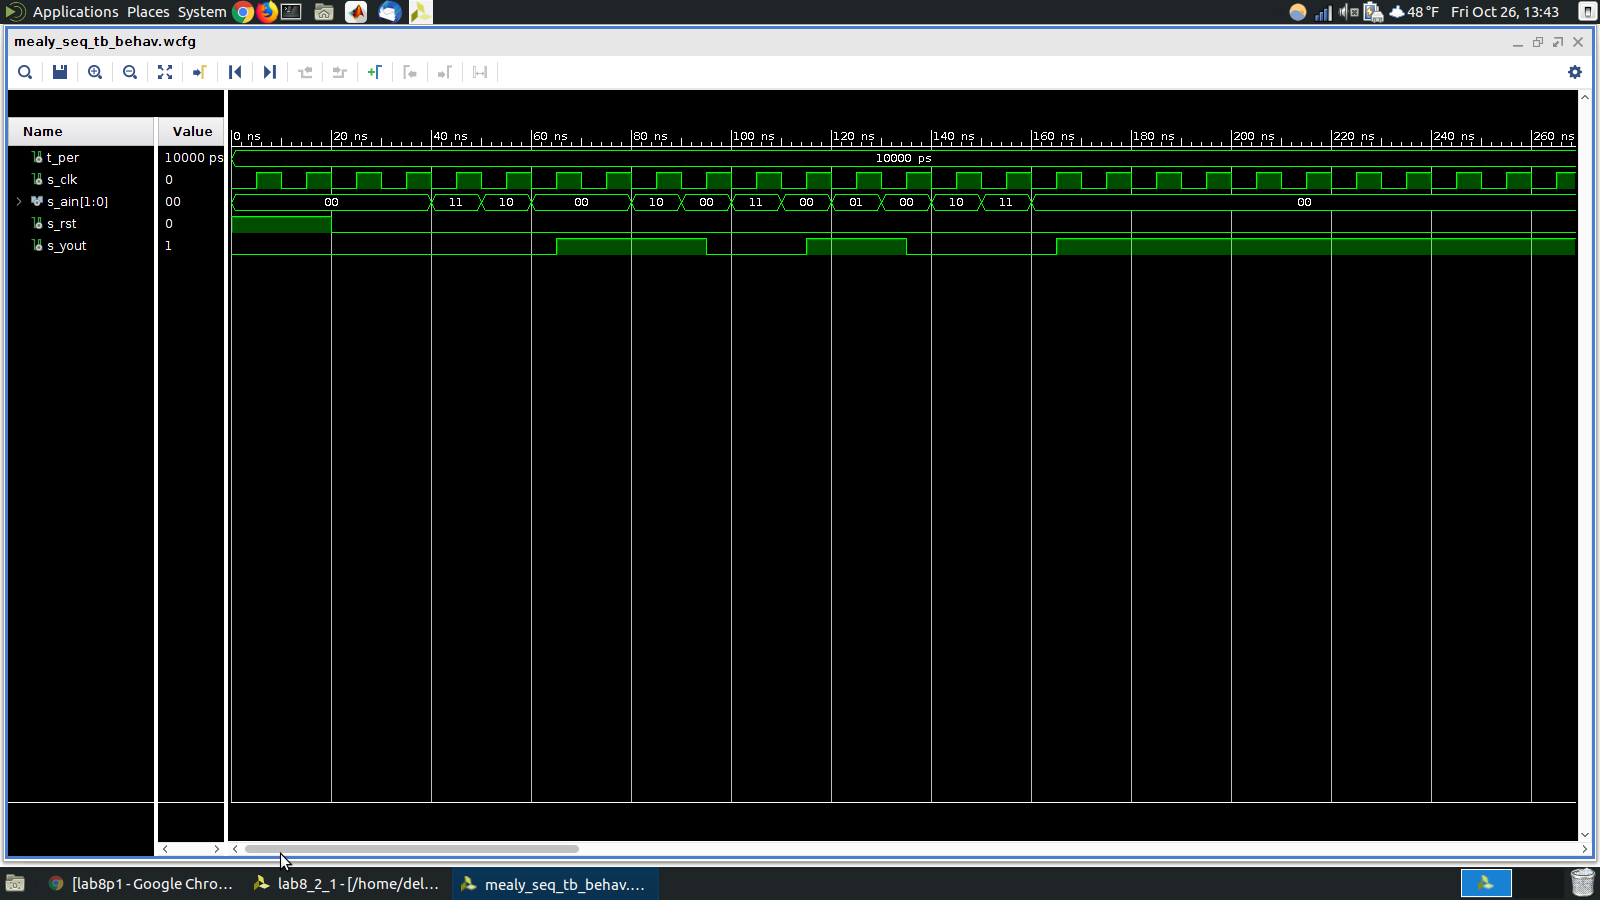 Applications Places System 48 °F Fri Oct 26, 13:43
mealy_seq_tb_behav.wcfg
Name Value
0 ns 20 ns 40 ns 60 ns 80 ns 100 ns 120 ns 140 ns 160 ns 180 ns 200 ns 220 ns 240 ns 260 ns
t_per 10000 ps 10000 ps
s_clk 0
s_ain[1:0] 00 00 11 10 00 10 00 11 00 01 00 10 11 00
s_rst 0
s_yout 1
[lab8p1 - Google Chro... lab8_2_1 - [/home/del... mealy_seq_tb_behav....